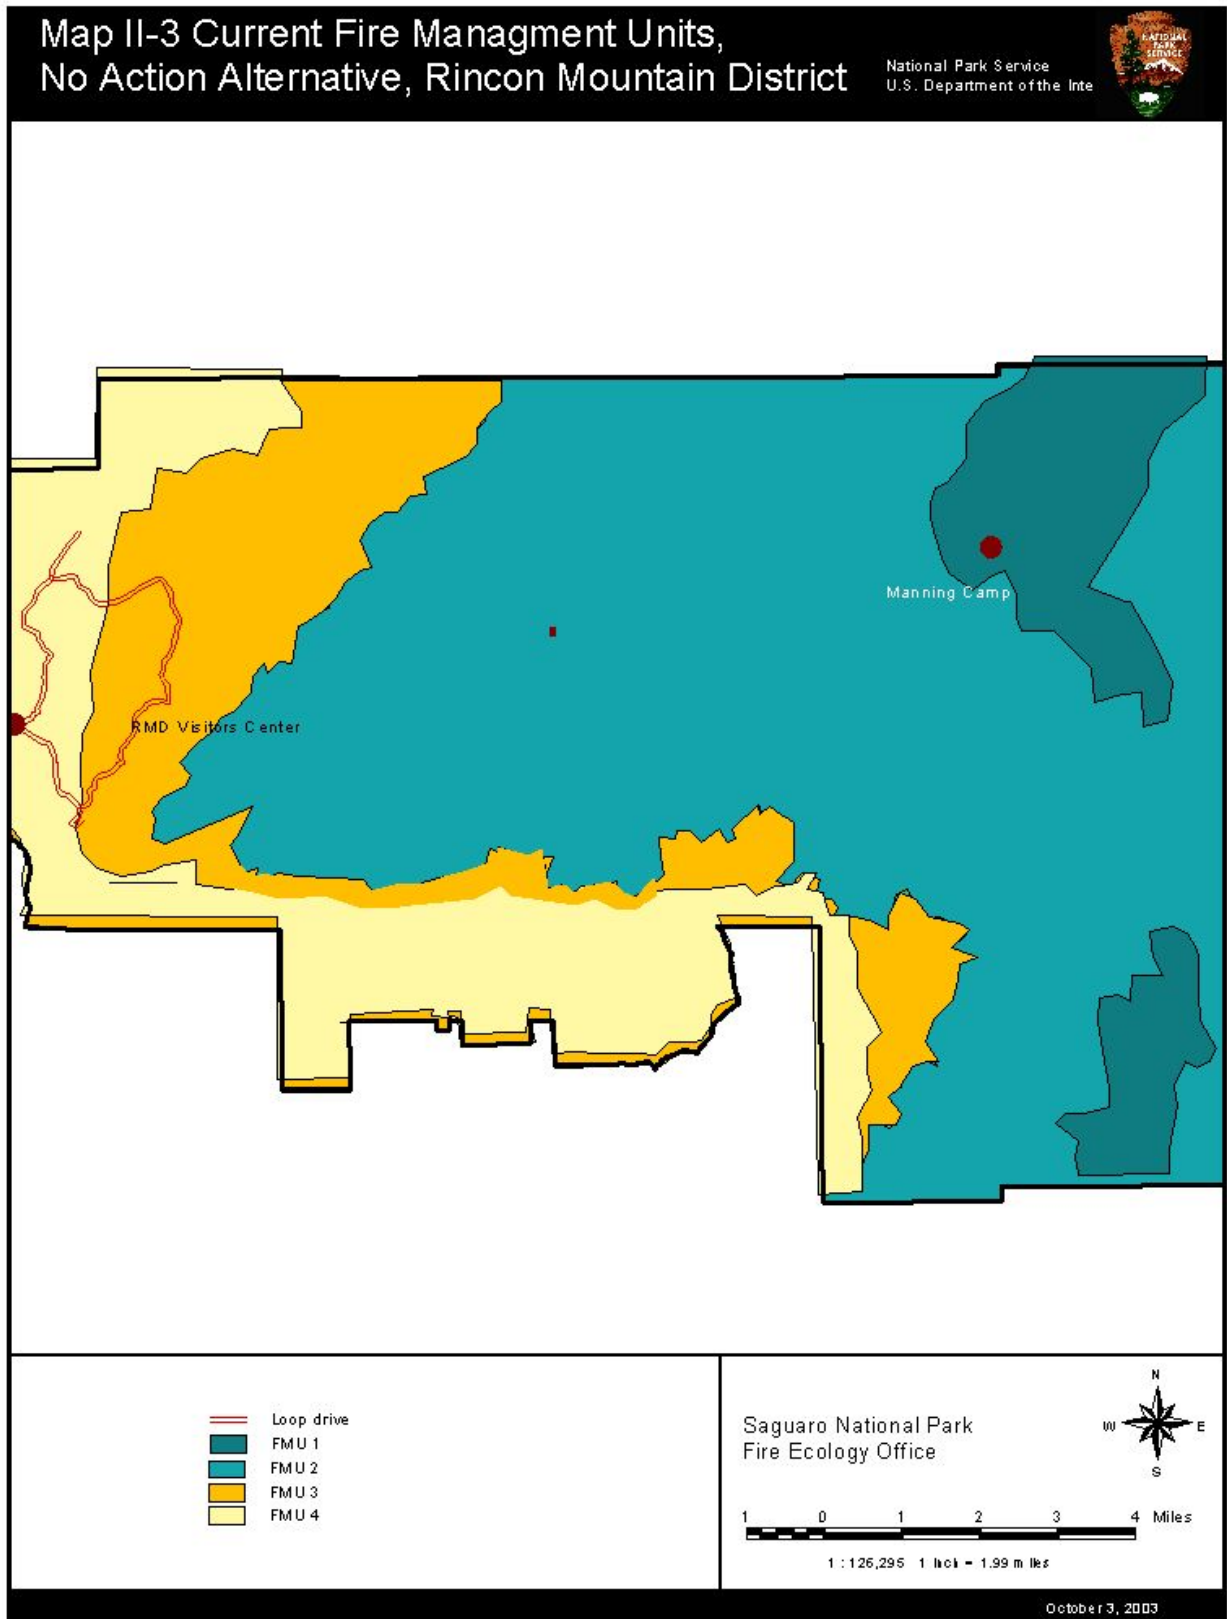 Map II-3 Current Fire Managment Units,
No Action Alternative, Rincon Mountain District
National Park Service
U.S. Department of the Inte
NATIONAL
PARK
SERVICE
Manning Camp
RMD Visitors Center
Loop drive
FMU 1
FMU 2
FMU 3
FMU 4
Saguaro National Park
Fire Ecology Office
N
W E
S
1 0 1 2 3 4 Miles
1 : 126,295 1 Inch = 1.99 miles
October 3, 2003